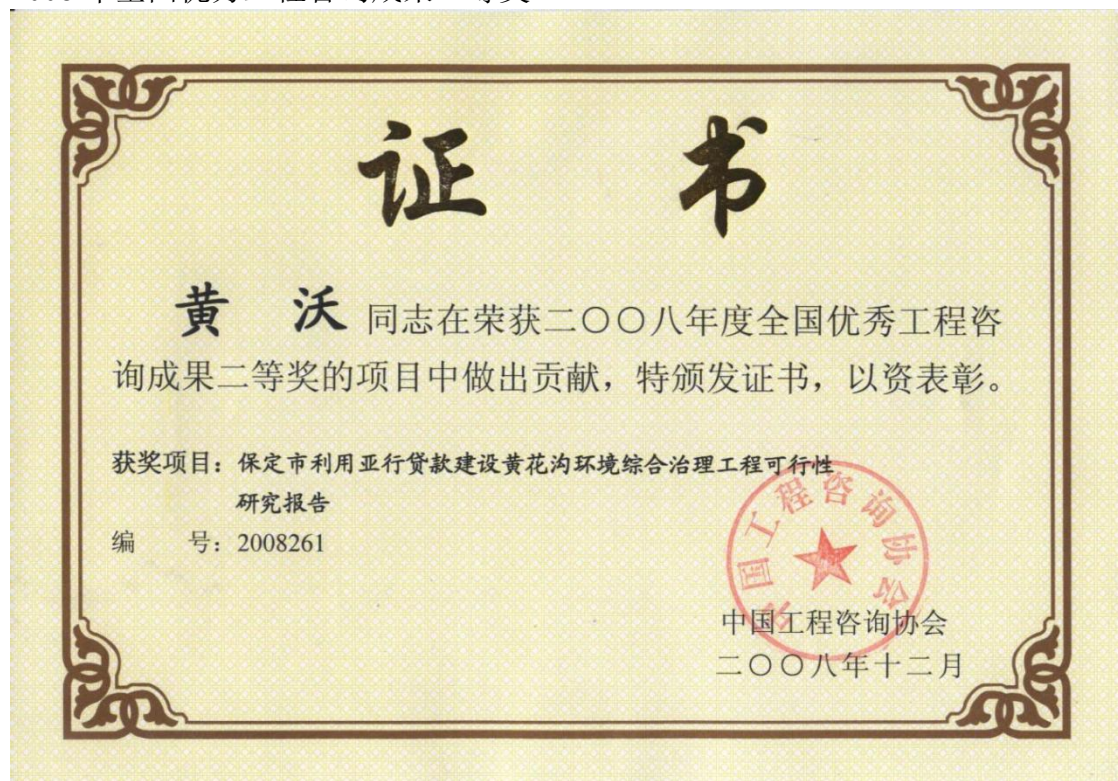 证 书
黄 沃 同志在荣获二〇〇八年度全国优秀工程咨
询成果二等奖的项目中做出贡献，特颁发证书，以资表彰。
获奖项目：保定市利用亚行贷款建设黄花沟环境综合治理工程可行性
研究报告
编 号：2008261
中国工程咨询协会
中国工程咨询协会
二〇〇八年十二月